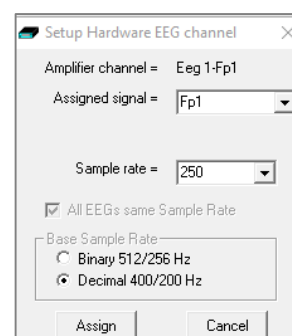 Setup Hardware EEG channel
Amplifier channel = Eeg 1-Fp1
Assigned signal = Fp1
Sample rate = 250
All EEGs same Sample Rate
Base Sample Rate
Binary 512/256 Hz
Decimal 400/200 Hz
Assign Cancel